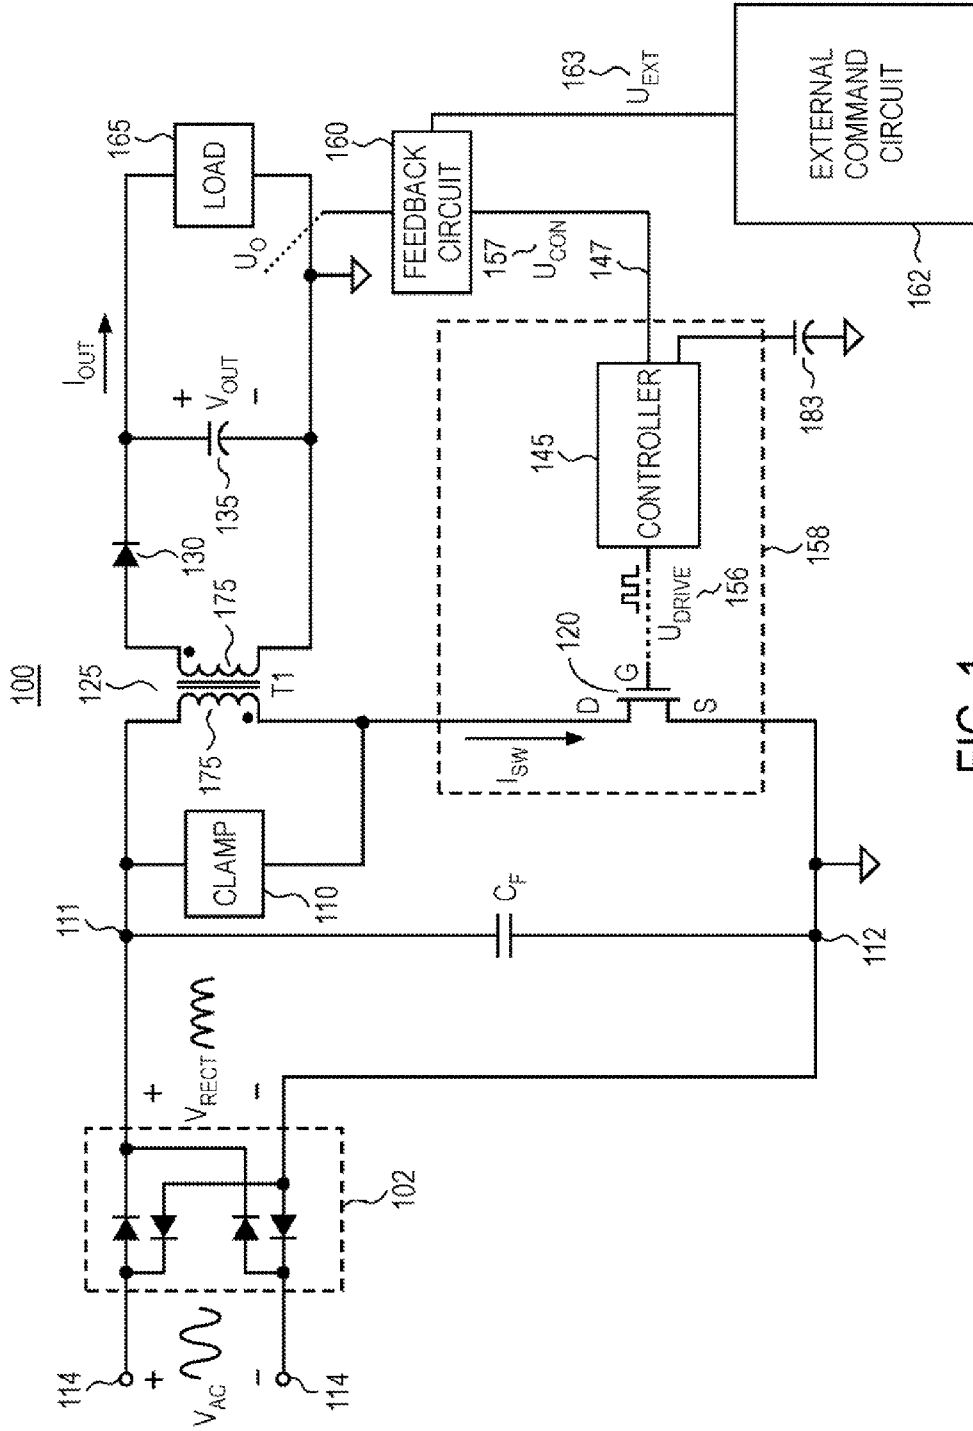 100
114
+
V_AC
−
114
102
+
V_RECT
−
111
CLAMP
110
C_F
112
125
175
175
T1
130
135
+
V_OUT
−
I_OUT
165
LOAD
U_O
160
FEEDBACK
CIRCUIT
157
U_CON
147
163
U_EXT
EXTERNAL
COMMAND
CIRCUIT
162
I_SW
D
G
S
120
U_DRIVE
156
145
CONTROLLER
158
183